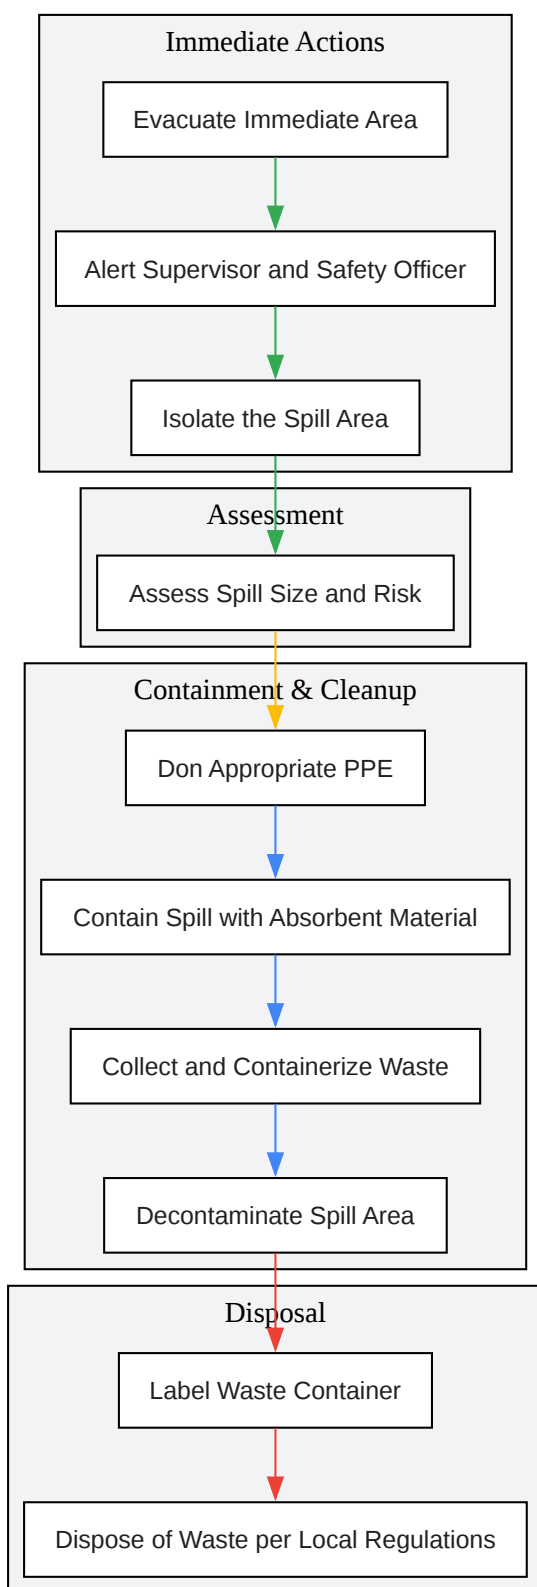 Immediate Actions
Evacuate Immediate Area
Alert Supervisor and Safety Officer
Isolate the Spill Area
Assessment
Assess Spill Size and Risk
Containment & Cleanup
Don Appropriate PPE
Contain Spill with Absorbent Material
Collect and Containerize Waste
Decontaminate Spill Area
Disposal
Label Waste Container
Dispose of Waste per Local Regulations